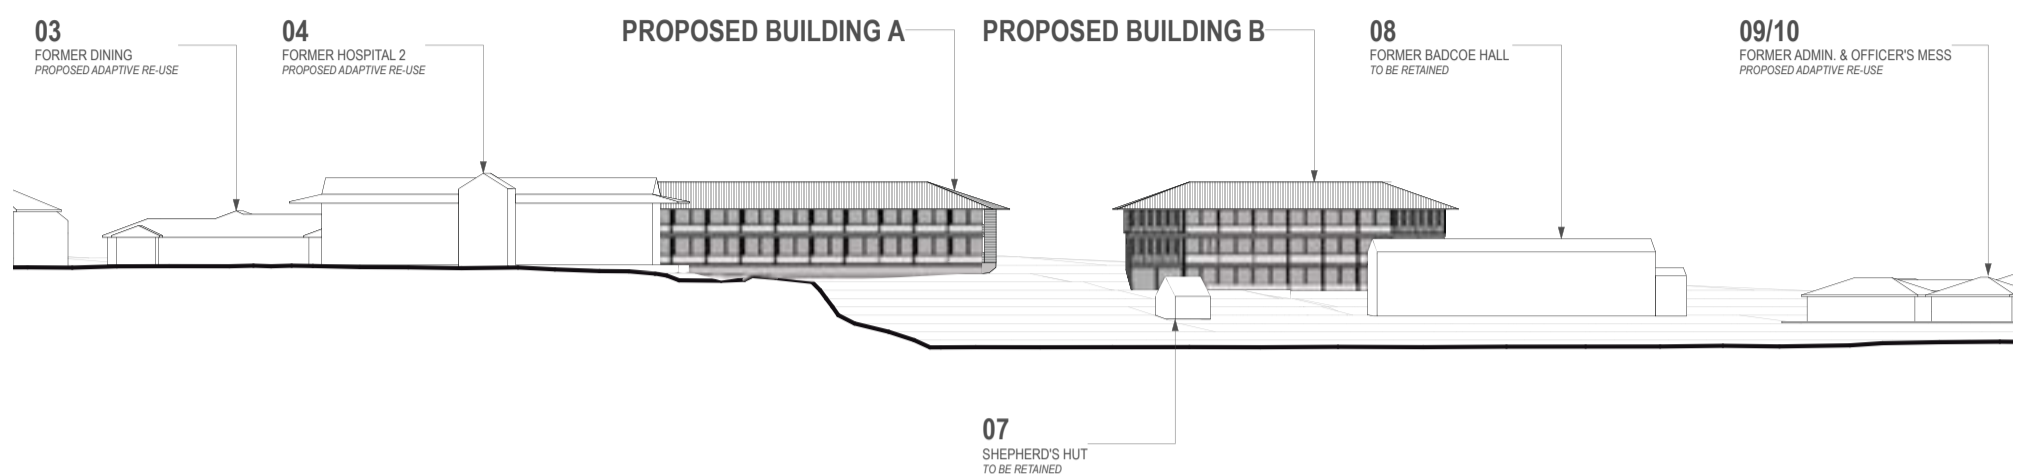 03
FORMER DINING
PROPOSED ADAPTIVE RE-USE
04
FORMER HOSPITAL 2
PROPOSED ADAPTIVE RE-USE
PROPOSED BUILDING A
PROPOSED BUILDING B
08
FORMER BADCOE HALL
TO BE RETAINED
09/10
FORMER ADMIN. & OFFICER'S MESS
PROPOSED ADAPTIVE RE-USE
07
SHEPHERD'S HUT
TO BE RETAINED